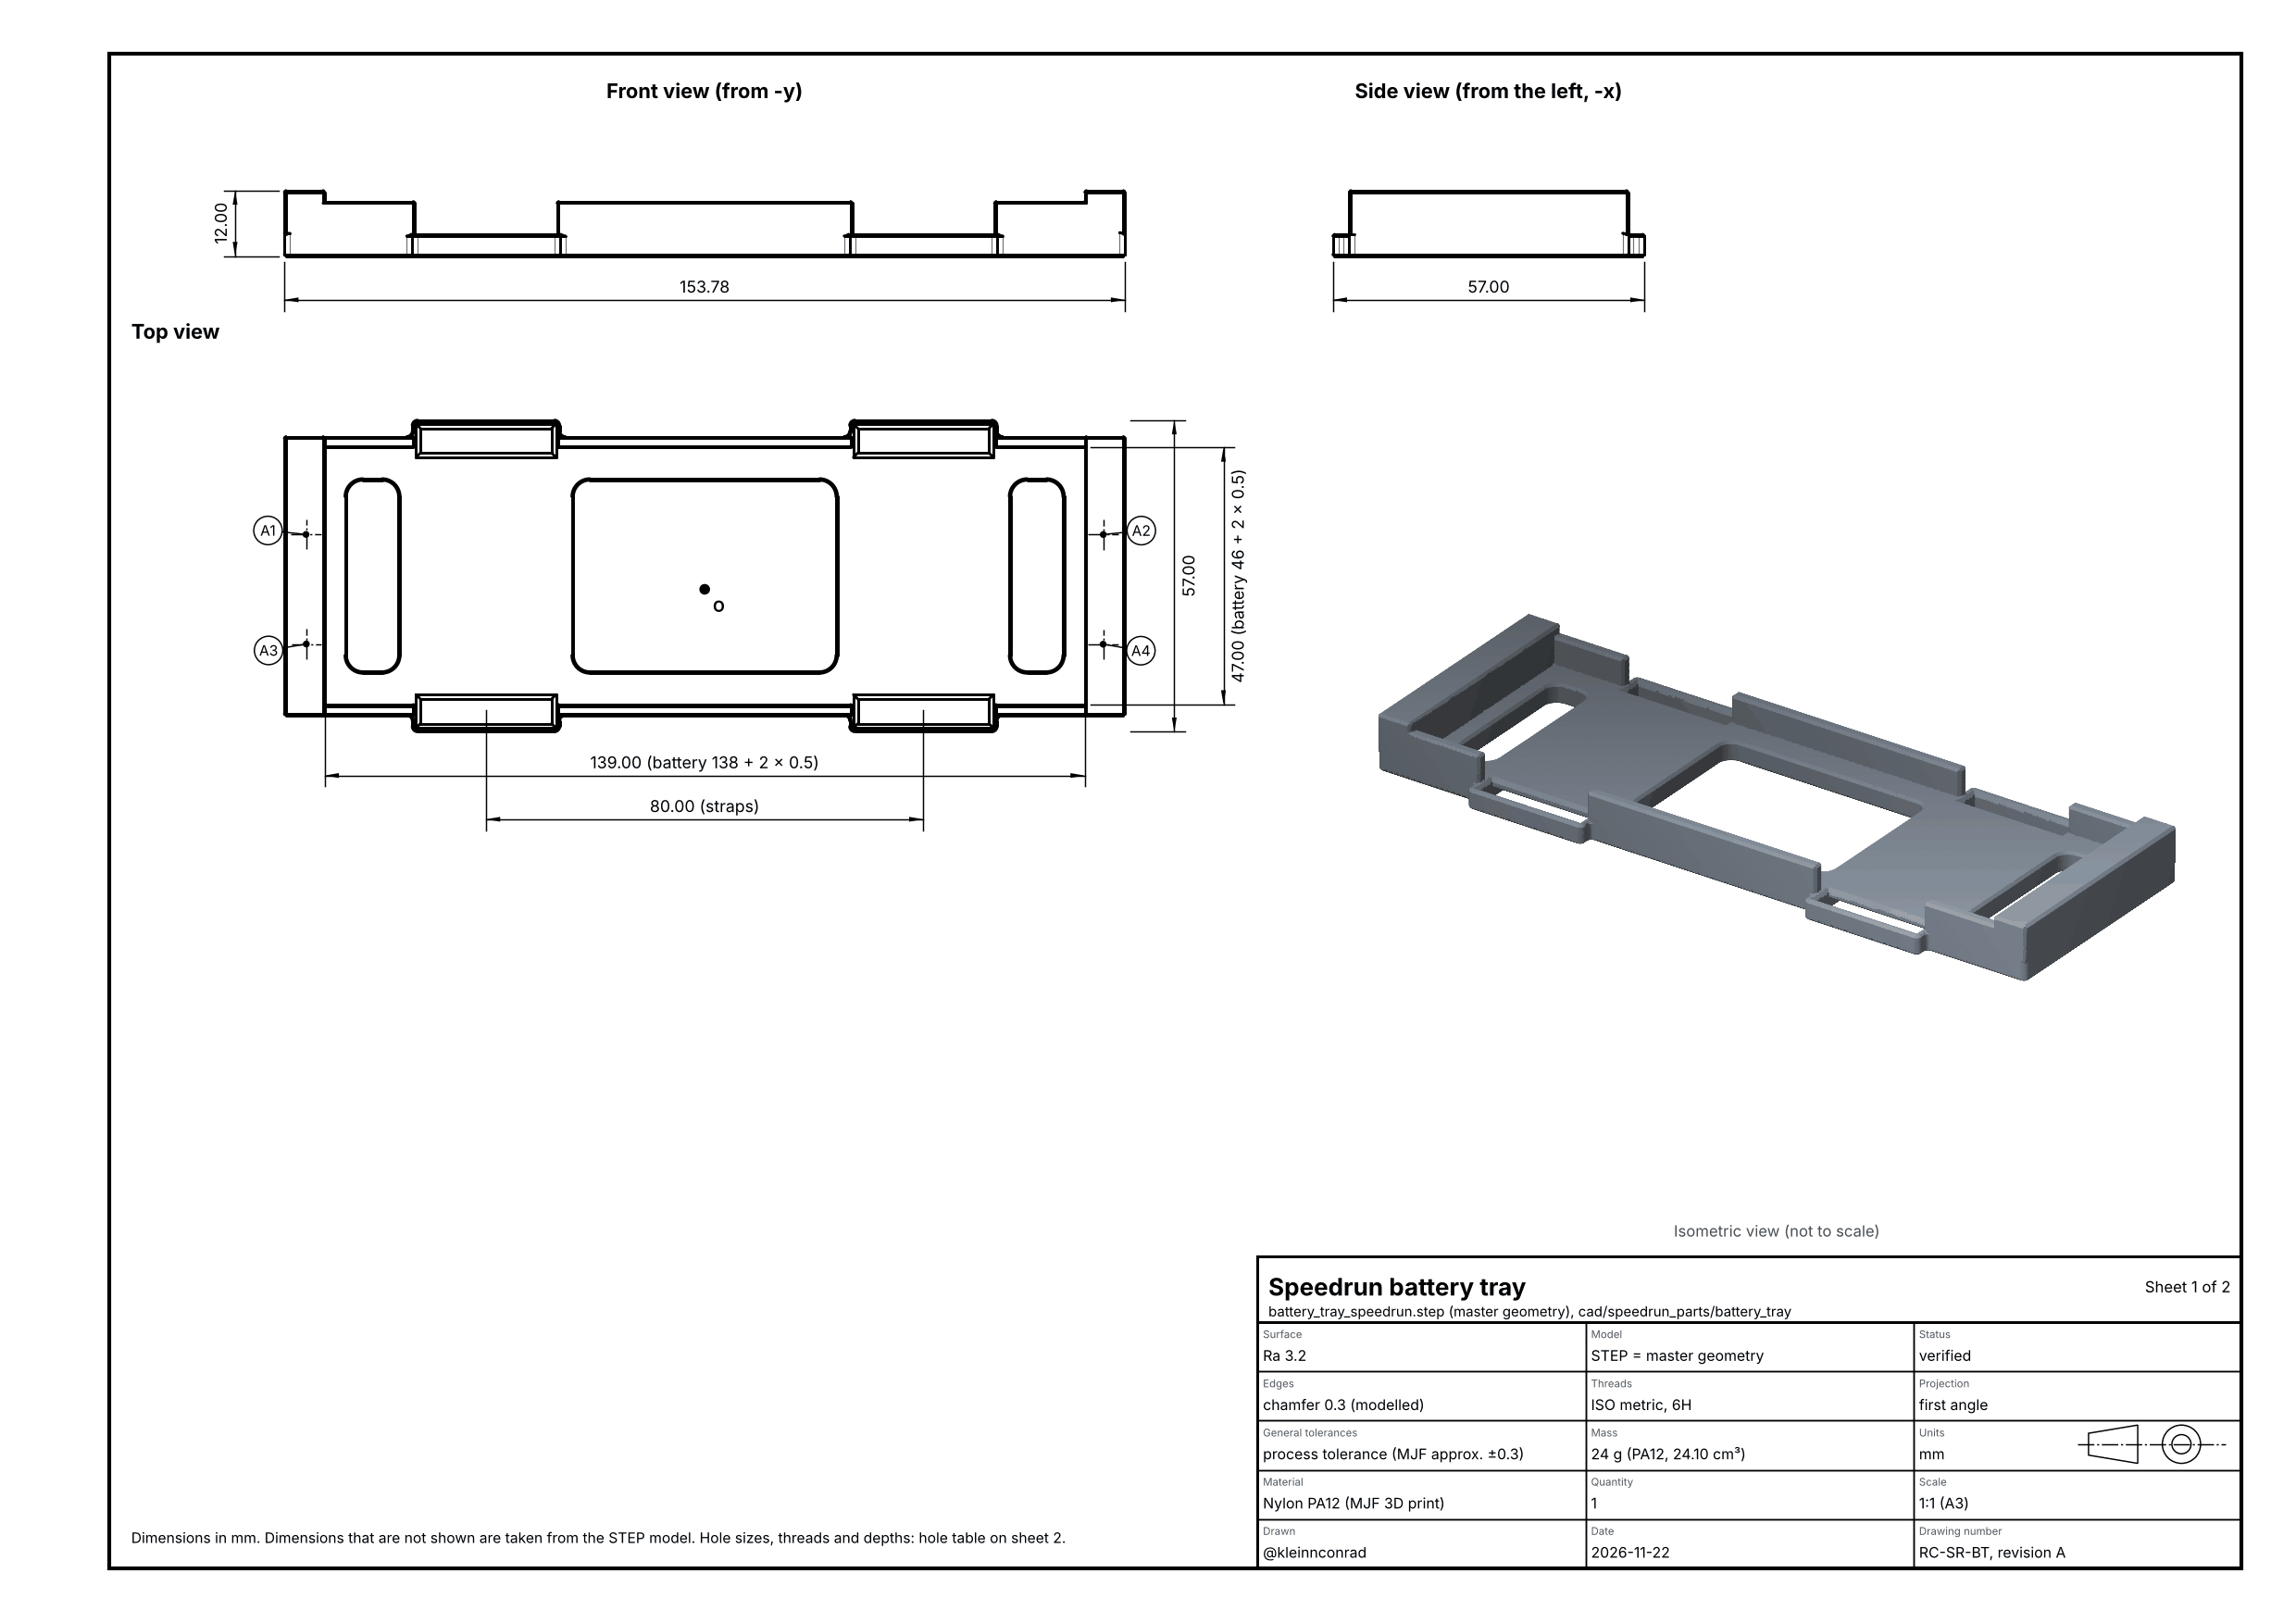 Front view (from -y)
Side view (from the left, -x)
12.00
153.78
57.00
Top view
A1
A2
A3
A4
O
57.00
47.00 (battery 46 + 2 × 0.5)
139.00 (battery 138 + 2 × 0.5)
80.00 (straps)
Isometric view (not to scale)
Speedrun battery tray
Sheet 1 of 2
battery_tray_speedrun.step (master geometry), cad/speedrun_parts/battery_tray
Surface
Model
Status
Ra 3.2
STEP = master geometry
verified
Edges
Threads
Projection
chamfer 0.3 (modelled)
ISO metric, 6H
first angle
General tolerances
Mass
Units
process tolerance (MJF approx. ±0.3)
24 g (PA12, 24.10 cm³)
mm
Material
Quantity
Scale
Nylon PA12 (MJF 3D print)
1
1:1 (A3)
Drawn
Date
Drawing number
@kleinnconrad
2026-11-22
RC-SR-BT, revision A
Dimensions in mm. Dimensions that are not shown are taken from the STEP model. Hole sizes, threads and depths: hole table on sheet 2.